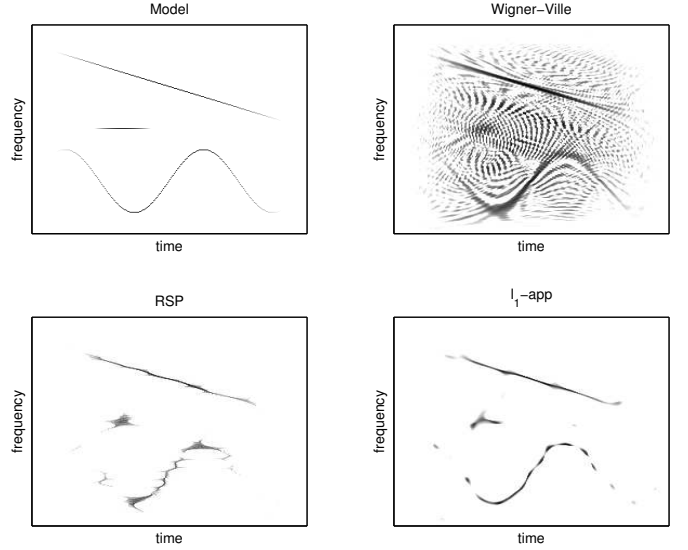 Model
Wigner−Ville
frequency
frequency
time
time
RSP
l1−app
frequency
frequency
time
time